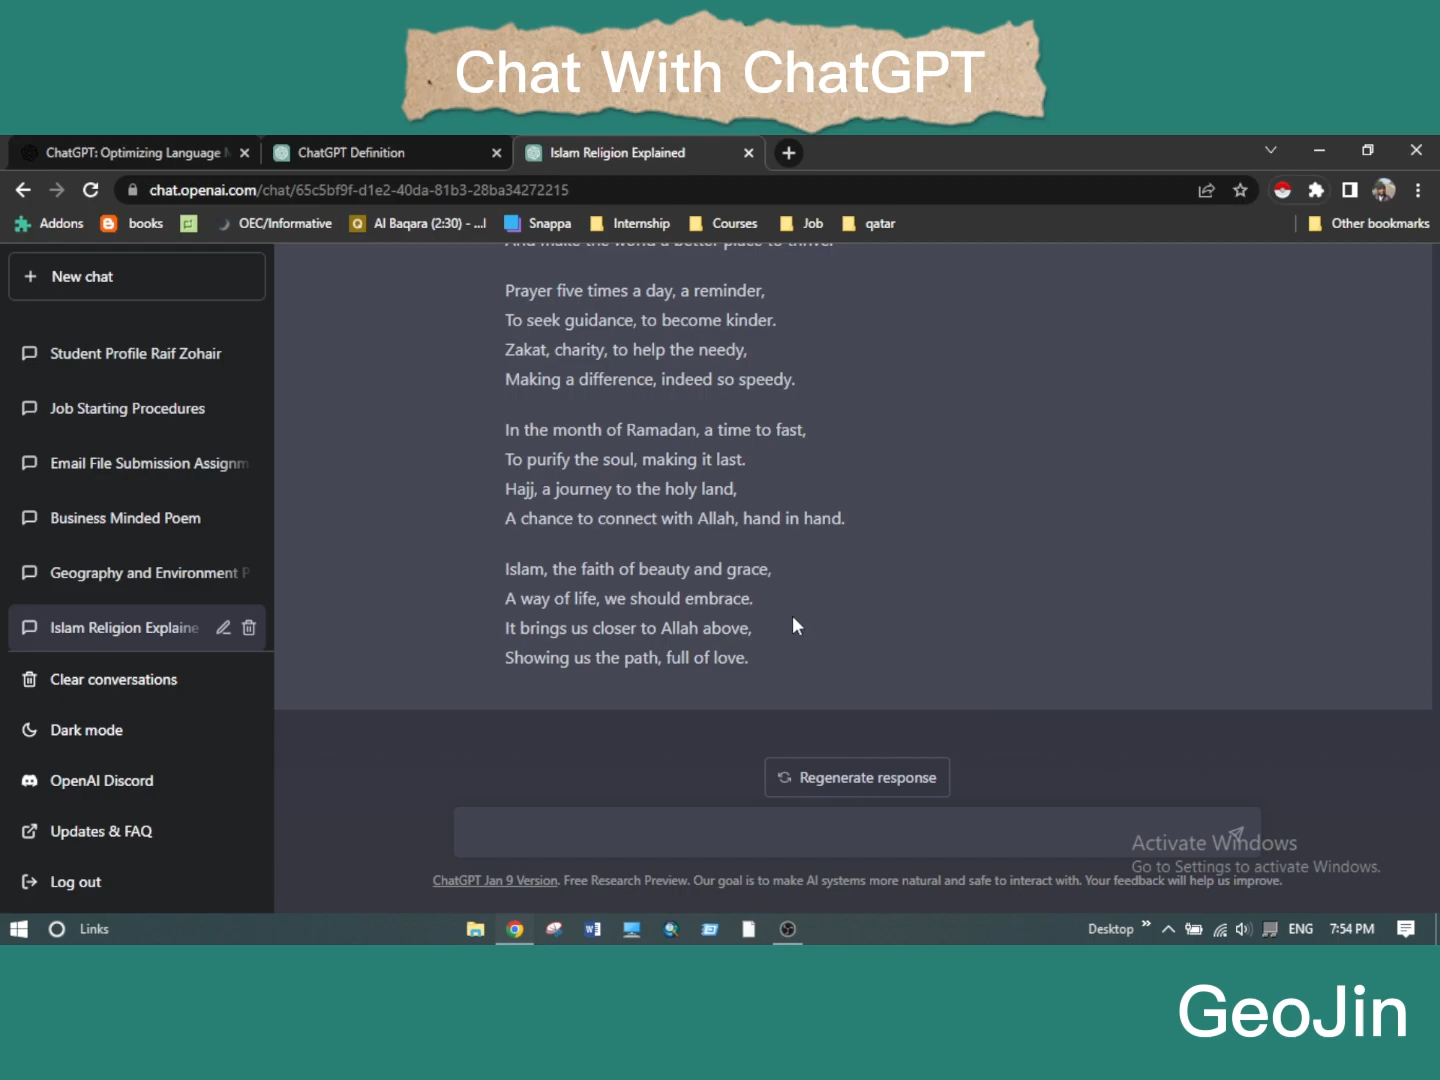 Chat With ChatGPT
ChatGPT: Optimizing Language
ChatGPT Definition
Islam Religion Explained
chat.openai.com/chat/65c5bf9f-d1e2-40da-81b3-28ba34272215
Addons
books
OEC/Informative
Al Baqara (2:30) - ...l
Snappa
Internship
Courses
Job
qatar
Other bookmarks
And make the world a better place to thrive.
New chat
Student Profile Raif Zohair
Job Starting Procedures
Email File Submission Assignm
Business Minded Poem
Geography and Environment P
Islam Religion Explaine
Clear conversations
Dark mode
OpenAI Discord
Updates & FAQ
Log out
Prayer five times a day, a reminder,
To seek guidance, to become kinder.
Zakat, charity, to help the needy,
Making a difference, indeed so speedy.
In the month of Ramadan, a time to fast,
To purify the soul, making it last.
Hajj, a journey to the holy land,
A chance to connect with Allah, hand in hand.
Islam, the faith of beauty and grace,
A way of life, we should embrace.
It brings us closer to Allah above,
Showing us the path, full of love.
Regenerate response
Activate Windows
Go to Settings to activate Windows.
ChatGPT Jan 9 Version. Free Research Preview. Our goal is to make AI systems more natural and safe to interact with. Your feedback will help us improve.
Links
Desktop
ENG
7:54 PM
GeoJin